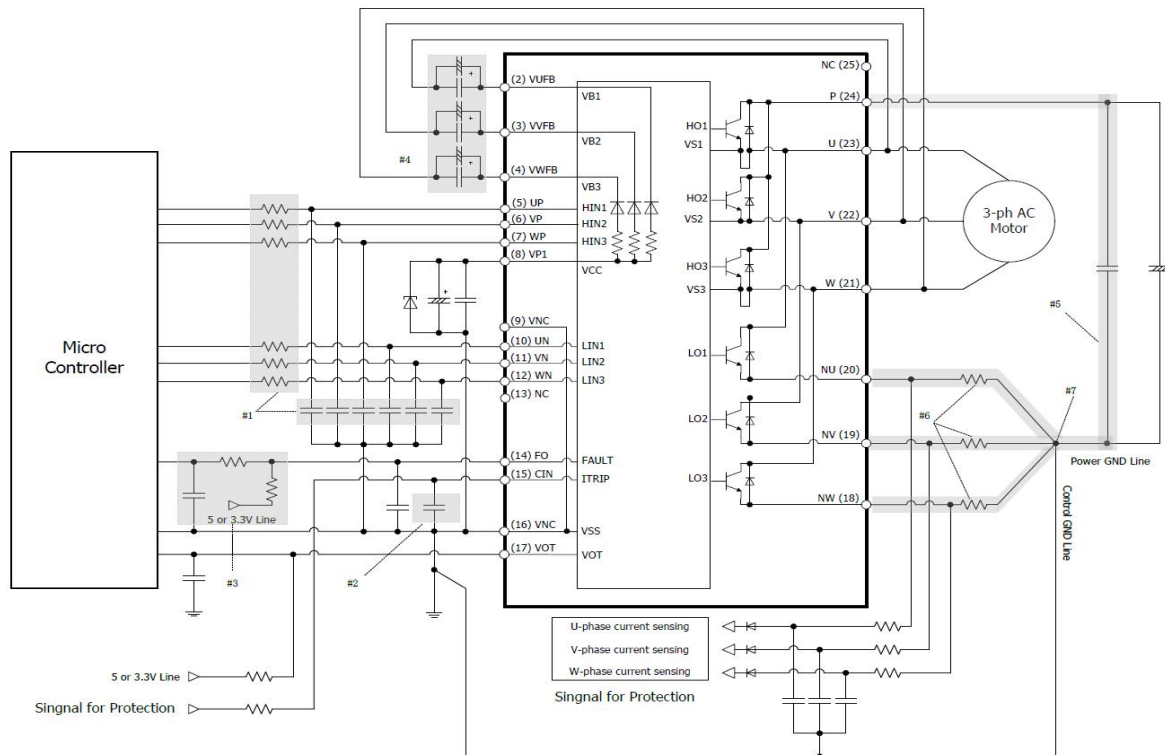 NC (25)
(2) VUFB
P (24)
VB1
HO1
(3) VVFB
VS1
U (23)
VB2
#4
(4) VWFB
VB3
HO2
3-ph AC
Motor
(5) UP
HIN1
(6) VP
HIN2
VS2
V (22)
(7) WP
HIN3
HO3
(8) VP1
VCC
VS3
W (21)
#5
Micro
Controller
(9) VNC
(10) UN
LIN1
LO1
(11) VN
LIN2
(12) WN
LIN3
NU (20)
#7
(13) NC
#1
LO2
#6
NV (19)
Power GND Line
(14) FO
FAULT
(15) CIN
ITRIP
LO3
NW (18)
5 or 3.3V Line
(16) VNC
VSS
Control GND Line
(17) VOT
VOT
#3
#2
U-phase current sensing
V-phase current sensing
W-phase current sensing
5 or 3.3V Line
Singnal for Protection
Singnal for Protection